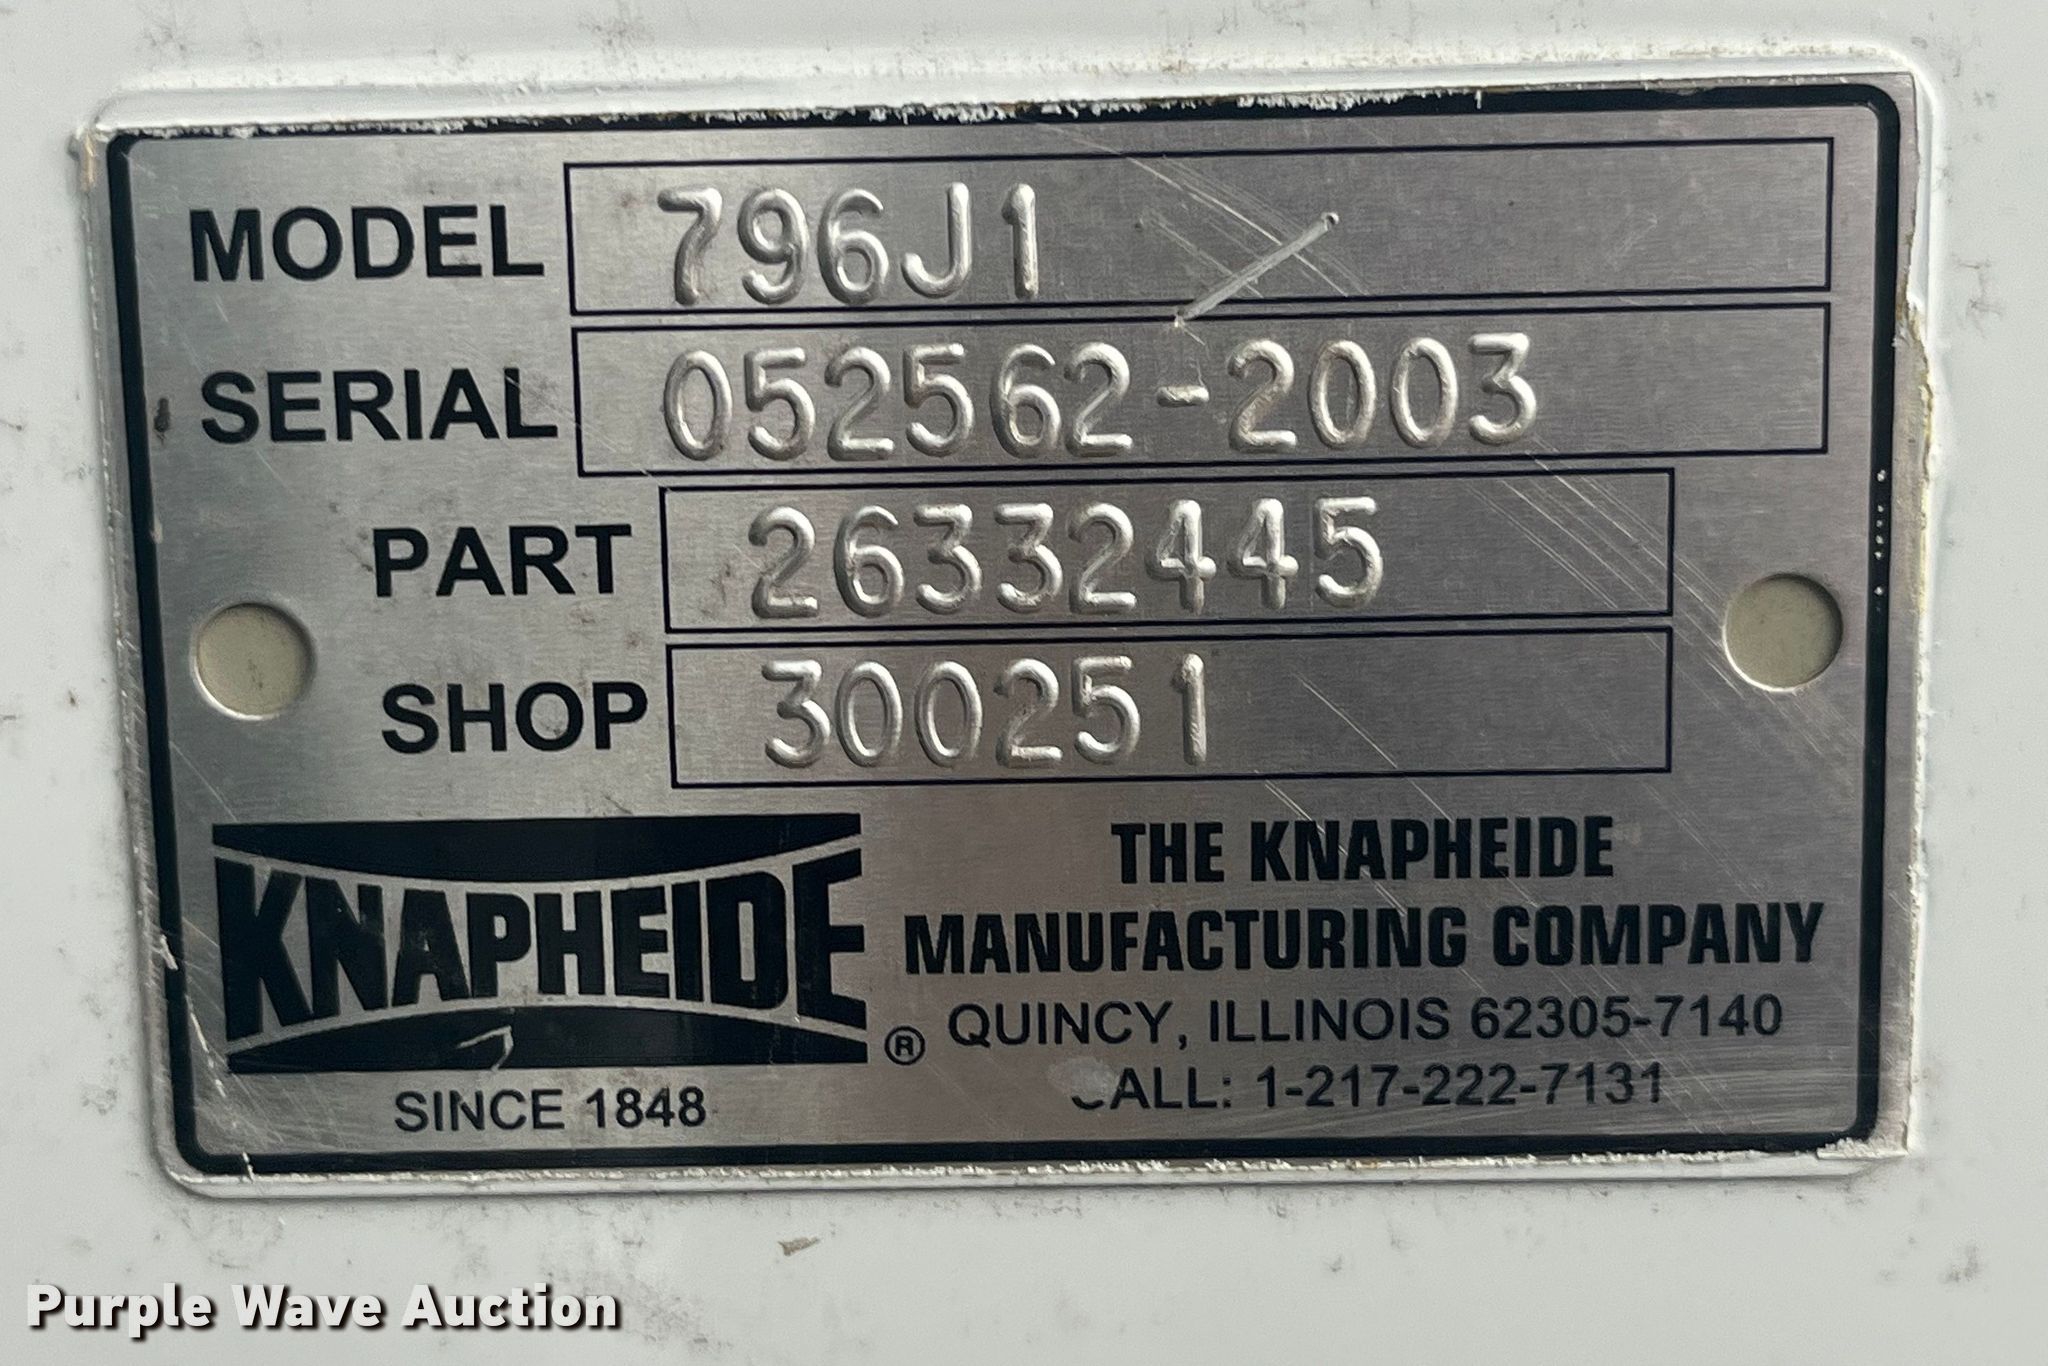 MODEL 796J1
SERIAL 052562-2003
PART 26332445
SHOP 300251
KNAPHEIDE ®
SINCE 1848
THE KNAPHEIDE
MANUFACTURING COMPANY
QUINCY, ILLINOIS 62305-7140
CALL: 1-217-222-7131
Purple Wave Auction